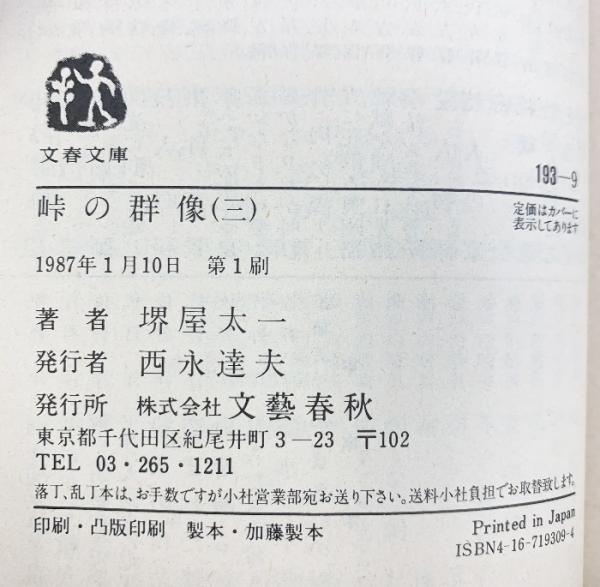 文春文庫
193—9
定価はカバーに
表示してあります
峠の群像(三)
1987年1月10日 第1刷
著者 堺屋太一
発行者 西永達夫
発行所 株式会社 文藝春秋
東京都千代田区紀尾井町3—23 〒102
TEL 03・265・1211
落丁、乱丁本は、お手数ですが小社営業部宛お送り下さい。送料小社負担でお取替致します。
印刷・凸版印刷 製本・加藤製本
Printed in Japan
ISBN4-16-719309-4